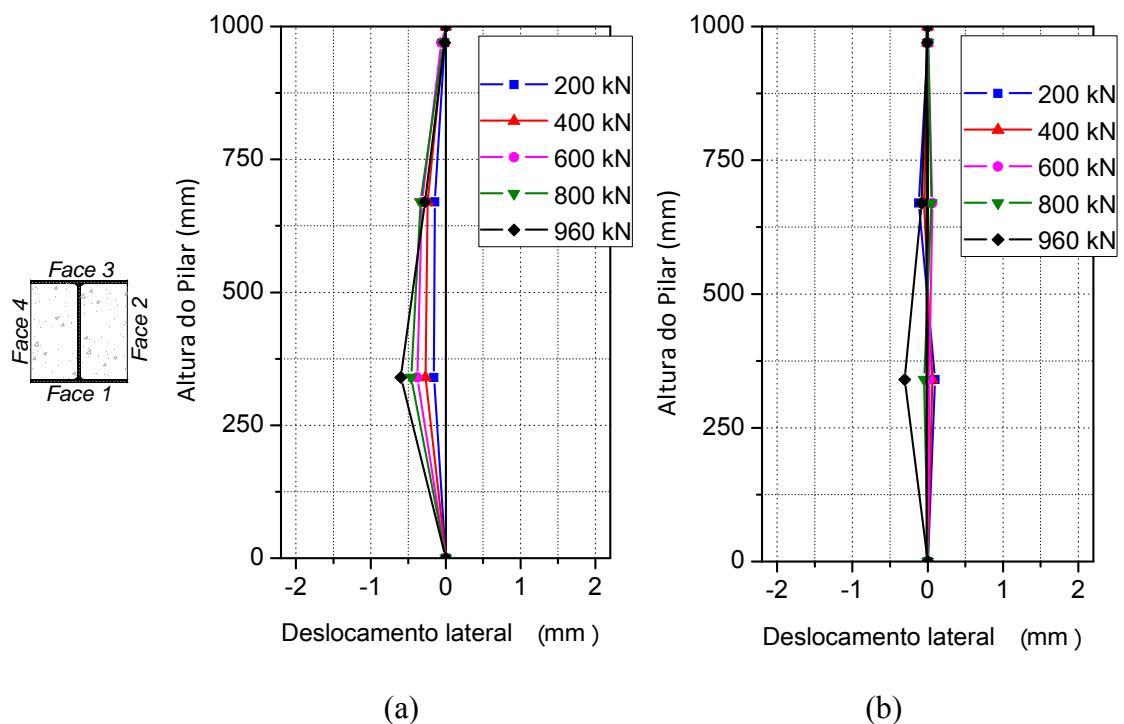 Face 3
Face 4
Face 2
Face 1
1000
750
500
250
0
Altura do Pilar (mm)
200 kN
400 kN
600 kN
800 kN
960 kN
-2 -1 0 1 2
Deslocamento lateral (mm )
(a)
1000
750
500
250
0
Altura do Pilar (mm)
200 kN
400 kN
600 kN
800 kN
960 kN
-2 -1 0 1 2
Deslocamento lateral (mm )
(b)